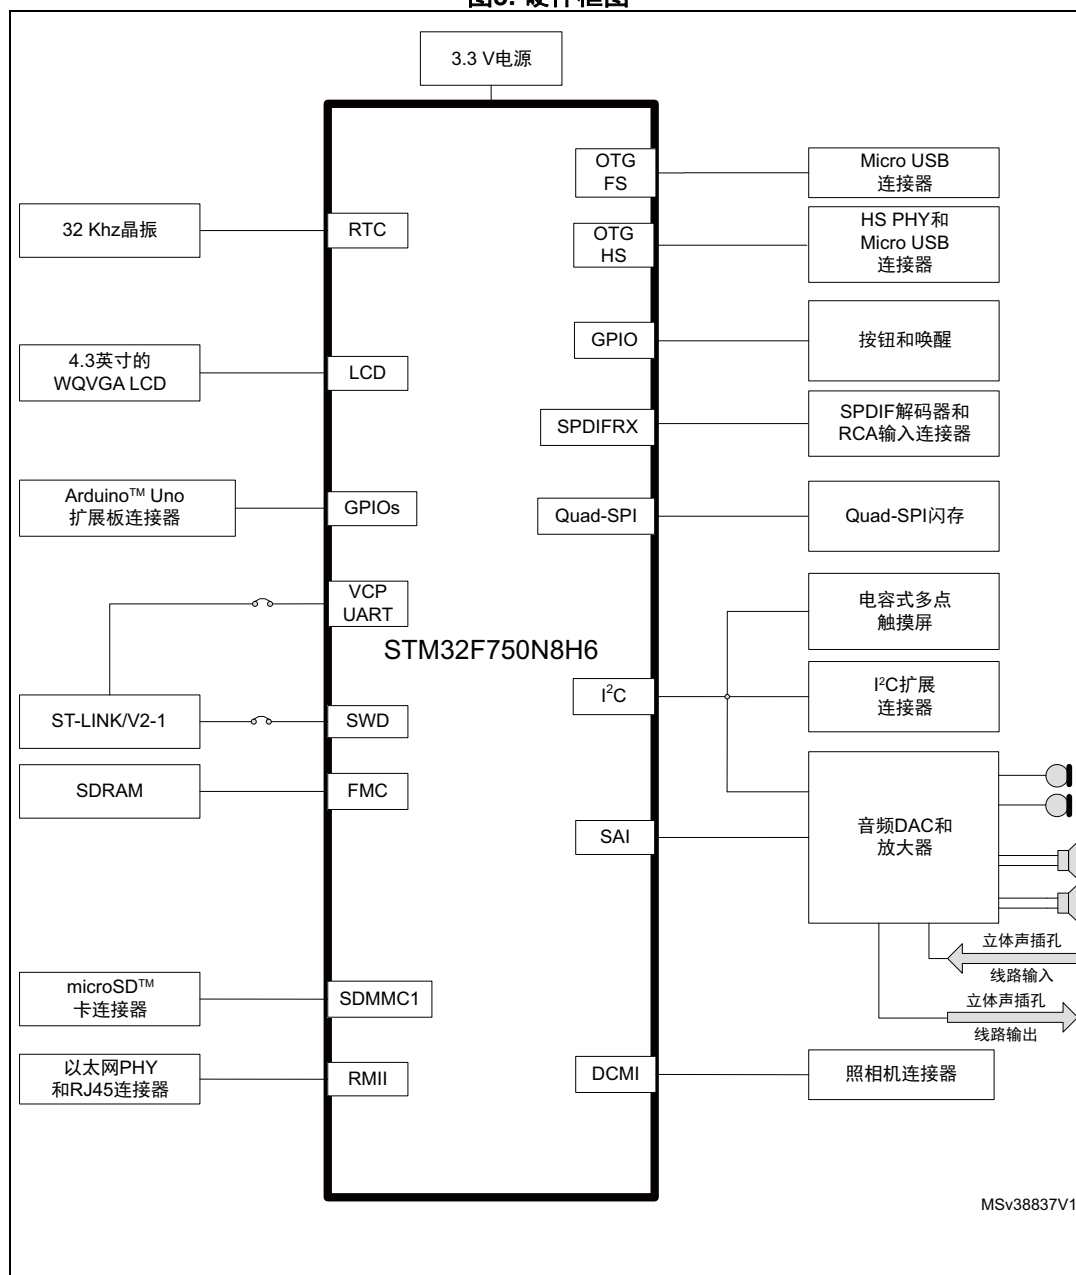 3.3 V电源
OTG
FS
Micro USB
连接器
32 Khz晶振
RTC
OTG
HS
HS PHY和
Micro USB
连接器
GPIO
按钮和唤醒
4.3英寸的
WQVGA LCD
LCD
SPDIFRX
SPDIF解码器和
RCA输入连接器
Arduino™ Uno
扩展板连接器
GPIOs
Quad-SPI
Quad-SPI闪存
VCP
UART
电容式多点
触摸屏
STM32F750N8H6
I²C
I²C扩展
连接器
ST-LINK/V2-1
SWD
SDRAM
FMC
SAI
音频DAC和
放大器
立体声插孔
线路输入
立体声插孔
线路输出
microSD™
卡连接器
SDMMC1
以太网PHY
和RJ45连接器
RMII
DCMI
照相机连接器
MSv38837V1